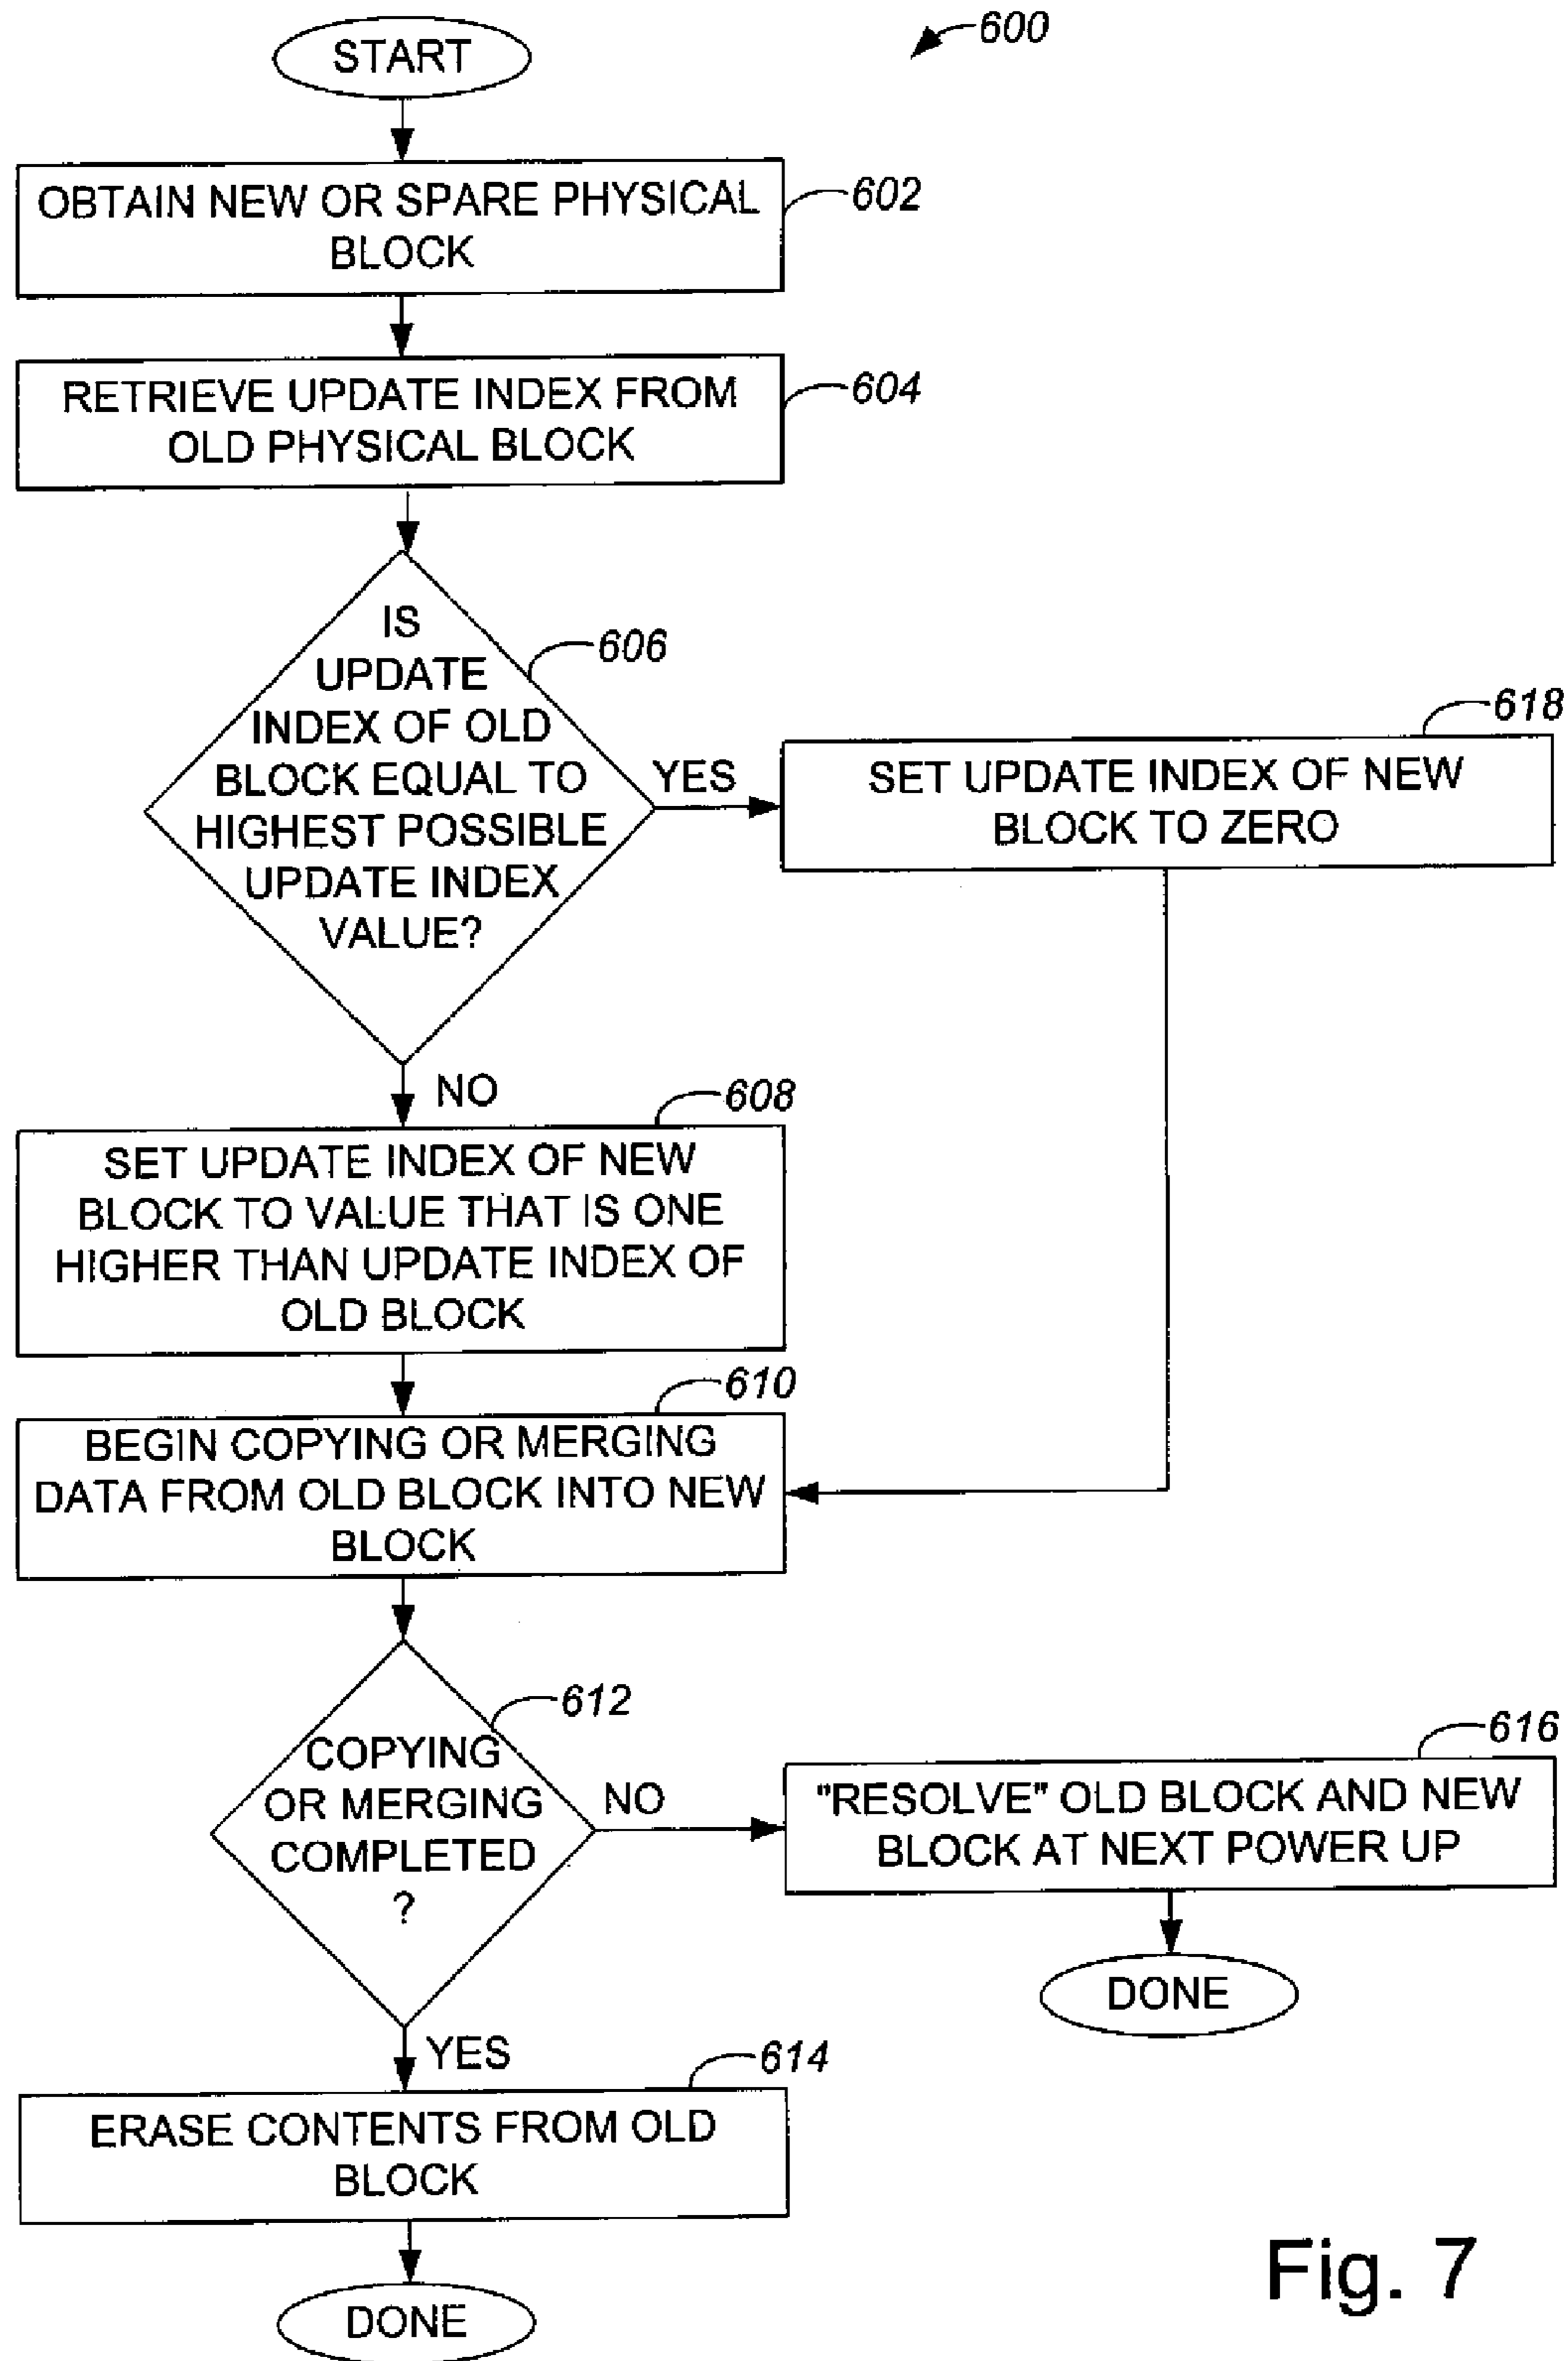 START
600
OBTAIN NEW OR SPARE PHYSICAL
BLOCK
602
RETRIEVE UPDATE INDEX FROM
OLD PHYSICAL BLOCK
604
IS
UPDATE
INDEX OF OLD
BLOCK EQUAL TO
HIGHEST POSSIBLE
UPDATE INDEX
VALUE?
606
YES
618
SET UPDATE INDEX OF NEW
BLOCK TO ZERO
NO
608
SET UPDATE INDEX OF NEW
BLOCK TO VALUE THAT IS ONE
HIGHER THAN UPDATE INDEX OF
OLD BLOCK
610
BEGIN COPYING OR MERGING
DATA FROM OLD BLOCK INTO NEW
BLOCK
612
COPYING
OR MERGING
COMPLETED
?
NO
616
"RESOLVE" OLD BLOCK AND NEW
BLOCK AT NEXT POWER UP
DONE
YES
614
ERASE CONTENTS FROM OLD
BLOCK
DONE
Fig. 7